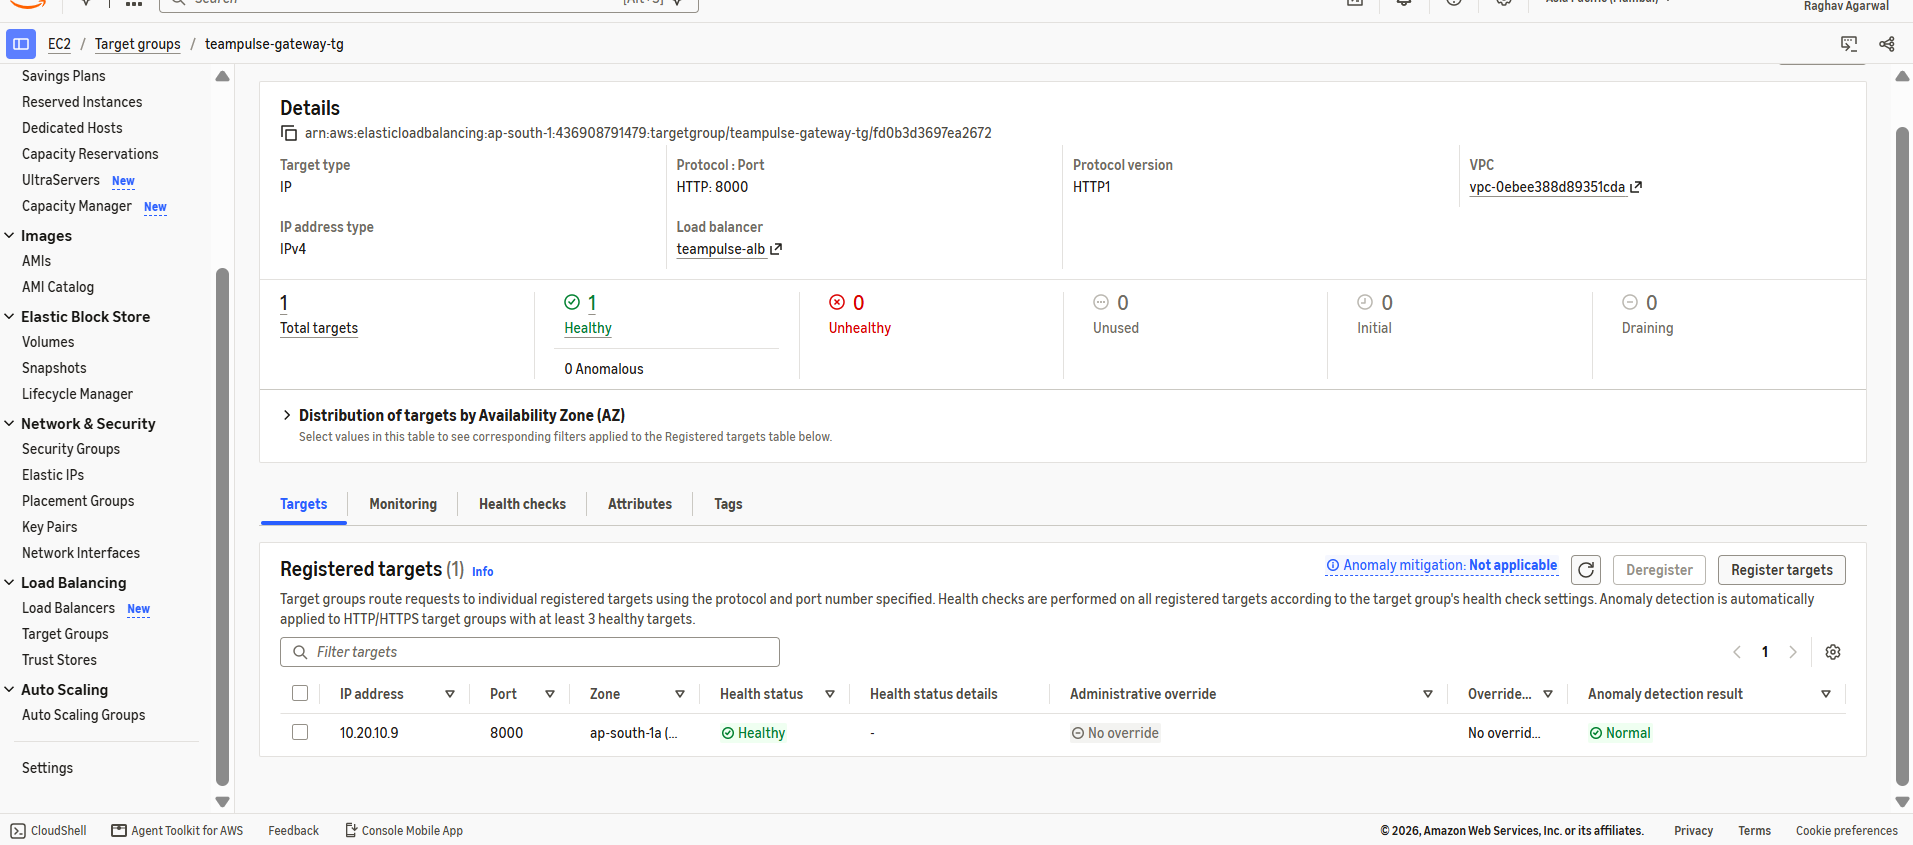 Search [Alt+S]
Asia Pacific (Mumbai)
Raghav Agarwal
EC2 / Target groups / teampulse-gateway-tg
Savings Plans
Reserved Instances
Dedicated Hosts
Capacity Reservations
UltraServers New
Capacity Manager New
Images
AMIs
AMI Catalog
Elastic Block Store
Volumes
Snapshots
Lifecycle Manager
Network & Security
Security Groups
Elastic IPs
Placement Groups
Key Pairs
Network Interfaces
Load Balancing
Load Balancers New
Target Groups
Trust Stores
Auto Scaling
Auto Scaling Groups
Settings
Details
arn:aws:elasticloadbalancing:ap-south-1:436908791479:targetgroup/teampulse-gateway-tg/fd0b3d3697ea2672
Target type
IP
Protocol : Port
HTTP: 8000
Protocol version
HTTP1
VPC
vpc-0ebee388d89351cda
IP address type
IPv4
Load balancer
teampulse-alb
1
Total targets
1
Healthy
0 Anomalous
0
Unhealthy
0
Unused
0
Initial
0
Draining
Distribution of targets by Availability Zone (AZ)
Select values in this table to see corresponding filters applied to the Registered targets table below.
Targets Monitoring Health checks Attributes Tags
Registered targets (1) Info
Anomaly mitigation: Not applicable Deregister Register targets
Target groups route requests to individual registered targets using the protocol and port number specified. Health checks are performed on all registered targets according to the target group's health check settings. Anomaly detection is automatically
applied to HTTP/HTTPS target groups with at least 3 healthy targets.
Filter targets
1
IP address Port Zone Health status Health status details Administrative override Override... Anomaly detection result
10.20.10.9 8000 ap-south-1a (... Healthy - No override No overrid... Normal
CloudShell Agent Toolkit for AWS Feedback Console Mobile App
© 2026, Amazon Web Services, Inc. or its affiliates. Privacy Terms Cookie preferences